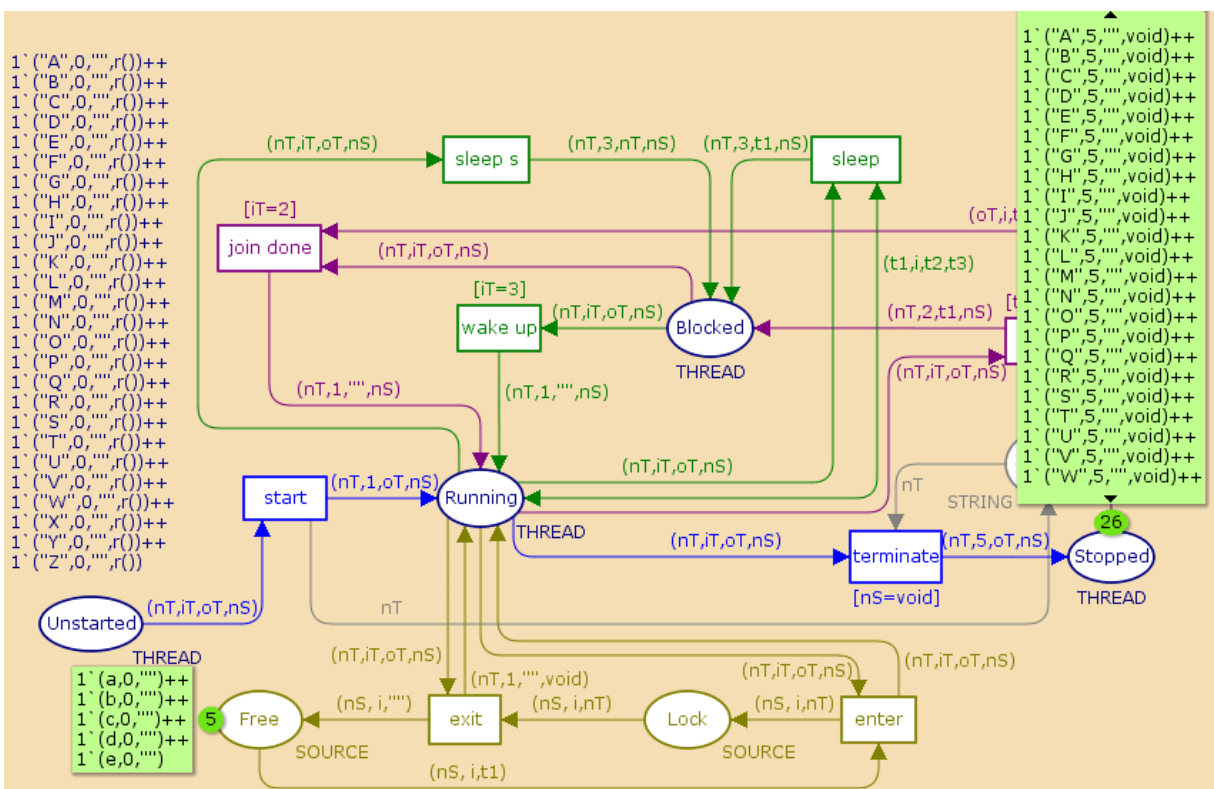 1`("A",0,"",r())++
1`("B",0,"",r())++
1`("C",0,"",r())++
1`("D",0,"",r())++
1`("E",0,"",r())++
1`("F",0,"",r())++
1`("G",0,"",r())++
1`("H",0,"",r())++
1`("I",0,"",r())++
1`("J",0,"",r())++
1`("K",0,"",r())++
1`("L",0,"",r())++
1`("M",0,"",r())++
1`("N",0,"",r())++
1`("O",0,"",r())++
1`("P",0,"",r())++
1`("Q",0,"",r())++
1`("R",0,"",r())++
1`("S",0,"",r())++
1`("T",0,"",r())++
1`("U",0,"",r())++
1`("V",0,"",r())++
1`("W",0,"",r())++
1`("X",0,"",r())++
1`("Y",0,"",r())++
1`("Z",0,"",r())
1`("A",5,"",void)++
1`("B",5,"",void)++
1`("C",5,"",void)++
1`("D",5,"",void)++
1`("E",5,"",void)++
1`("F",5,"",void)++
1`("G",5,"",void)++
1`("H",5,"",void)++
1`("I",5,"",void)++
1`("J",5,"",void)++
1`("K",5,"",void)++
1`("L",5,"",void)++
1`("M",5,"",void)++
1`("N",5,"",void)++
1`("O",5,"",void)++
1`("P",5,"",void)++
1`("Q",5,"",void)++
1`("R",5,"",void)++
1`("S",5,"",void)++
1`("T",5,"",void)++
1`("U",5,"",void)++
1`("V",5,"",void)++
1`("W",5,"",void)++
(nT,iT,oT,nS)
sleep s
(nT,3,nT,nS)
(nT,3,t1,nS)
sleep
[iT=2]
join done
(oT,i,t
(nT,iT,oT,nS)
(t1,i,t2,t3)
[iT=3]
wake up
(nT,iT,oT,nS)
Blocked
THREAD
(nT,2,t1,nS)
[t
(nT,iT,oT,nS)
(nT,1,"",nS)
(nT,1,"",nS)
start
(nT,1,oT,nS)
Running
THREAD
(nT,iT,oT,nS)
nT
STRING
26
(nT,iT,oT,nS)
terminate
[nS=void]
(nT,5,oT,nS)
Stopped
THREAD
Unstarted
THREAD
(nT,iT,oT,nS)
nT
(nT,iT,oT,nS)
(nT,1,"",void)
(nT,iT,oT,nS)
(nT,iT,oT,nS)
1`(a,0,"")++
1`(b,0,"")++
1`(c,0,"")++
1`(d,0,"")++
1`(e,0,"")
5
Free
SOURCE
(nS, i,"")
exit
(nS, i,nT)
Lock
SOURCE
(nS, i,nT)
enter
(nS, i,t1)